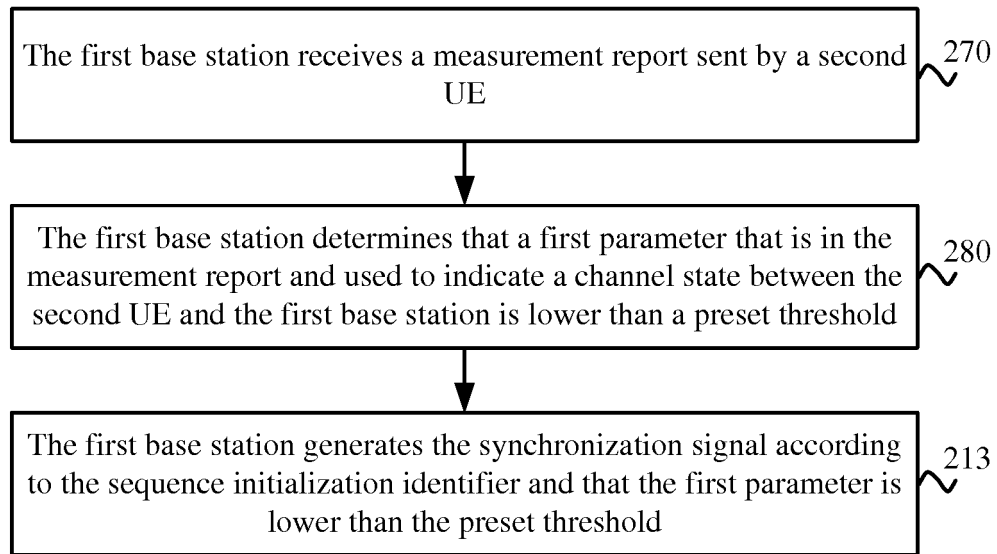 The first base station receives a measurement report sent by a second
UE
270
The first base station determines that a first parameter that is in the
measurement report and used to indicate a channel state between the
second UE and the first base station is lower than a preset threshold
280
The first base station generates the synchronization signal according
to the sequence initialization identifier and that the first parameter is
lower than the preset threshold
213